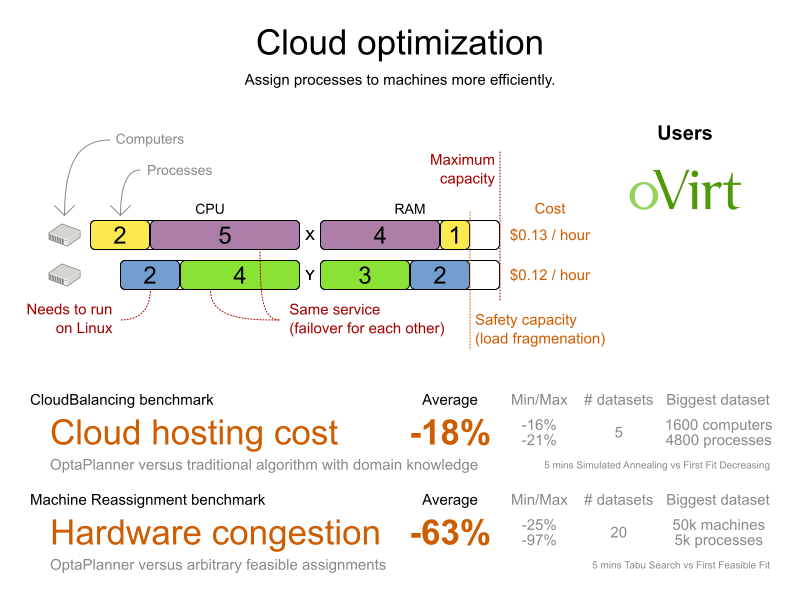 Cloud optimization
Assign processes to machines more efficiently.
Computers
Processes
Users
Maximum
capacity
oVirt
CPU
RAM
Cost
2
5
X
4
1
$0.13 / hour
2
4
Y
3
2
$0.12 / hour
Needs to run
on Linux
Same service
(failover for each other)
Safety capacity
(load fragmenation)
CloudBalancing benchmark
Average
Min/Max
# datasets
Biggest dataset
Cloud hosting cost
-18%
-16%
-21%
5
1600 computers
4800 processes
OptaPlanner versus traditional algorithm with domain knowledge
5 mins Simulated Annealing vs First Fit Decreasing
Machine Reassignment benchmark
Average
Min/Max
# datasets
Biggest dataset
Hardware congestion
-63%
-25%
-97%
20
50k machines
5k processes
OptaPlanner versus arbitrary feasible assignments
5 mins Tabu Search vs First Feasible Fit